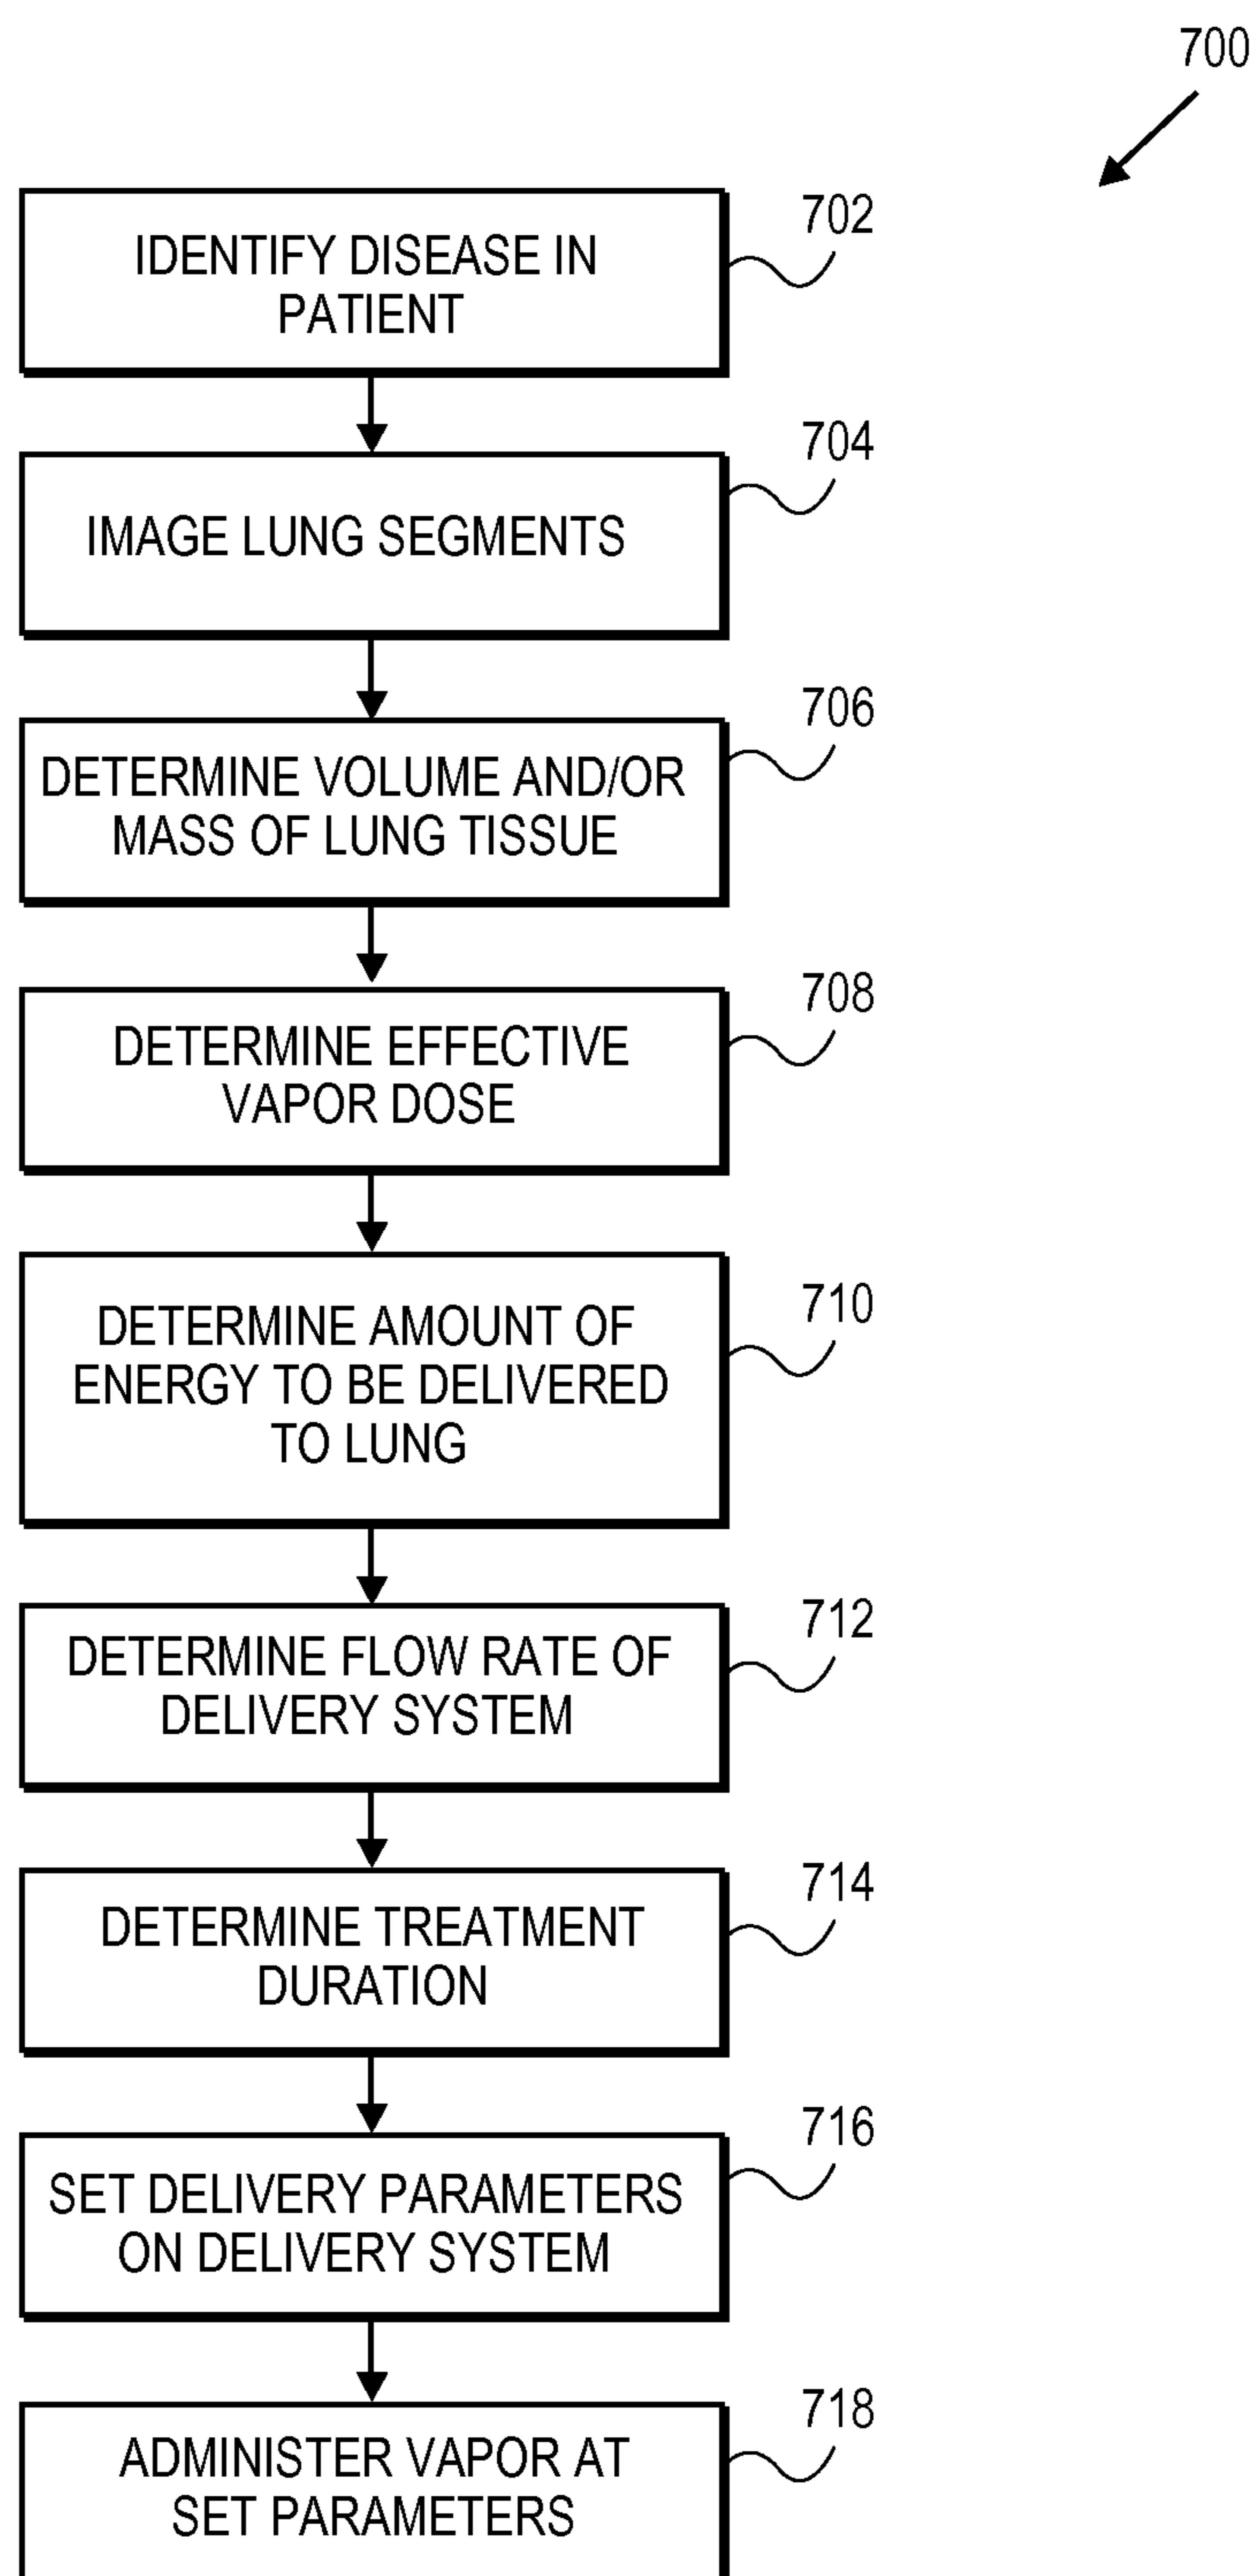 700
702
IDENTIFY DISEASE IN
PATIENT
704
IMAGE LUNG SEGMENTS
706
DETERMINE VOLUME AND/OR
MASS OF LUNG TISSUE
708
DETERMINE EFFECTIVE
VAPOR DOSE
710
DETERMINE AMOUNT OF
ENERGY TO BE DELIVERED
TO LUNG
712
DETERMINE FLOW RATE OF
DELIVERY SYSTEM
714
DETERMINE TREATMENT
DURATION
716
SET DELIVERY PARAMETERS
ON DELIVERY SYSTEM
718
ADMINISTER VAPOR AT
SET PARAMETERS